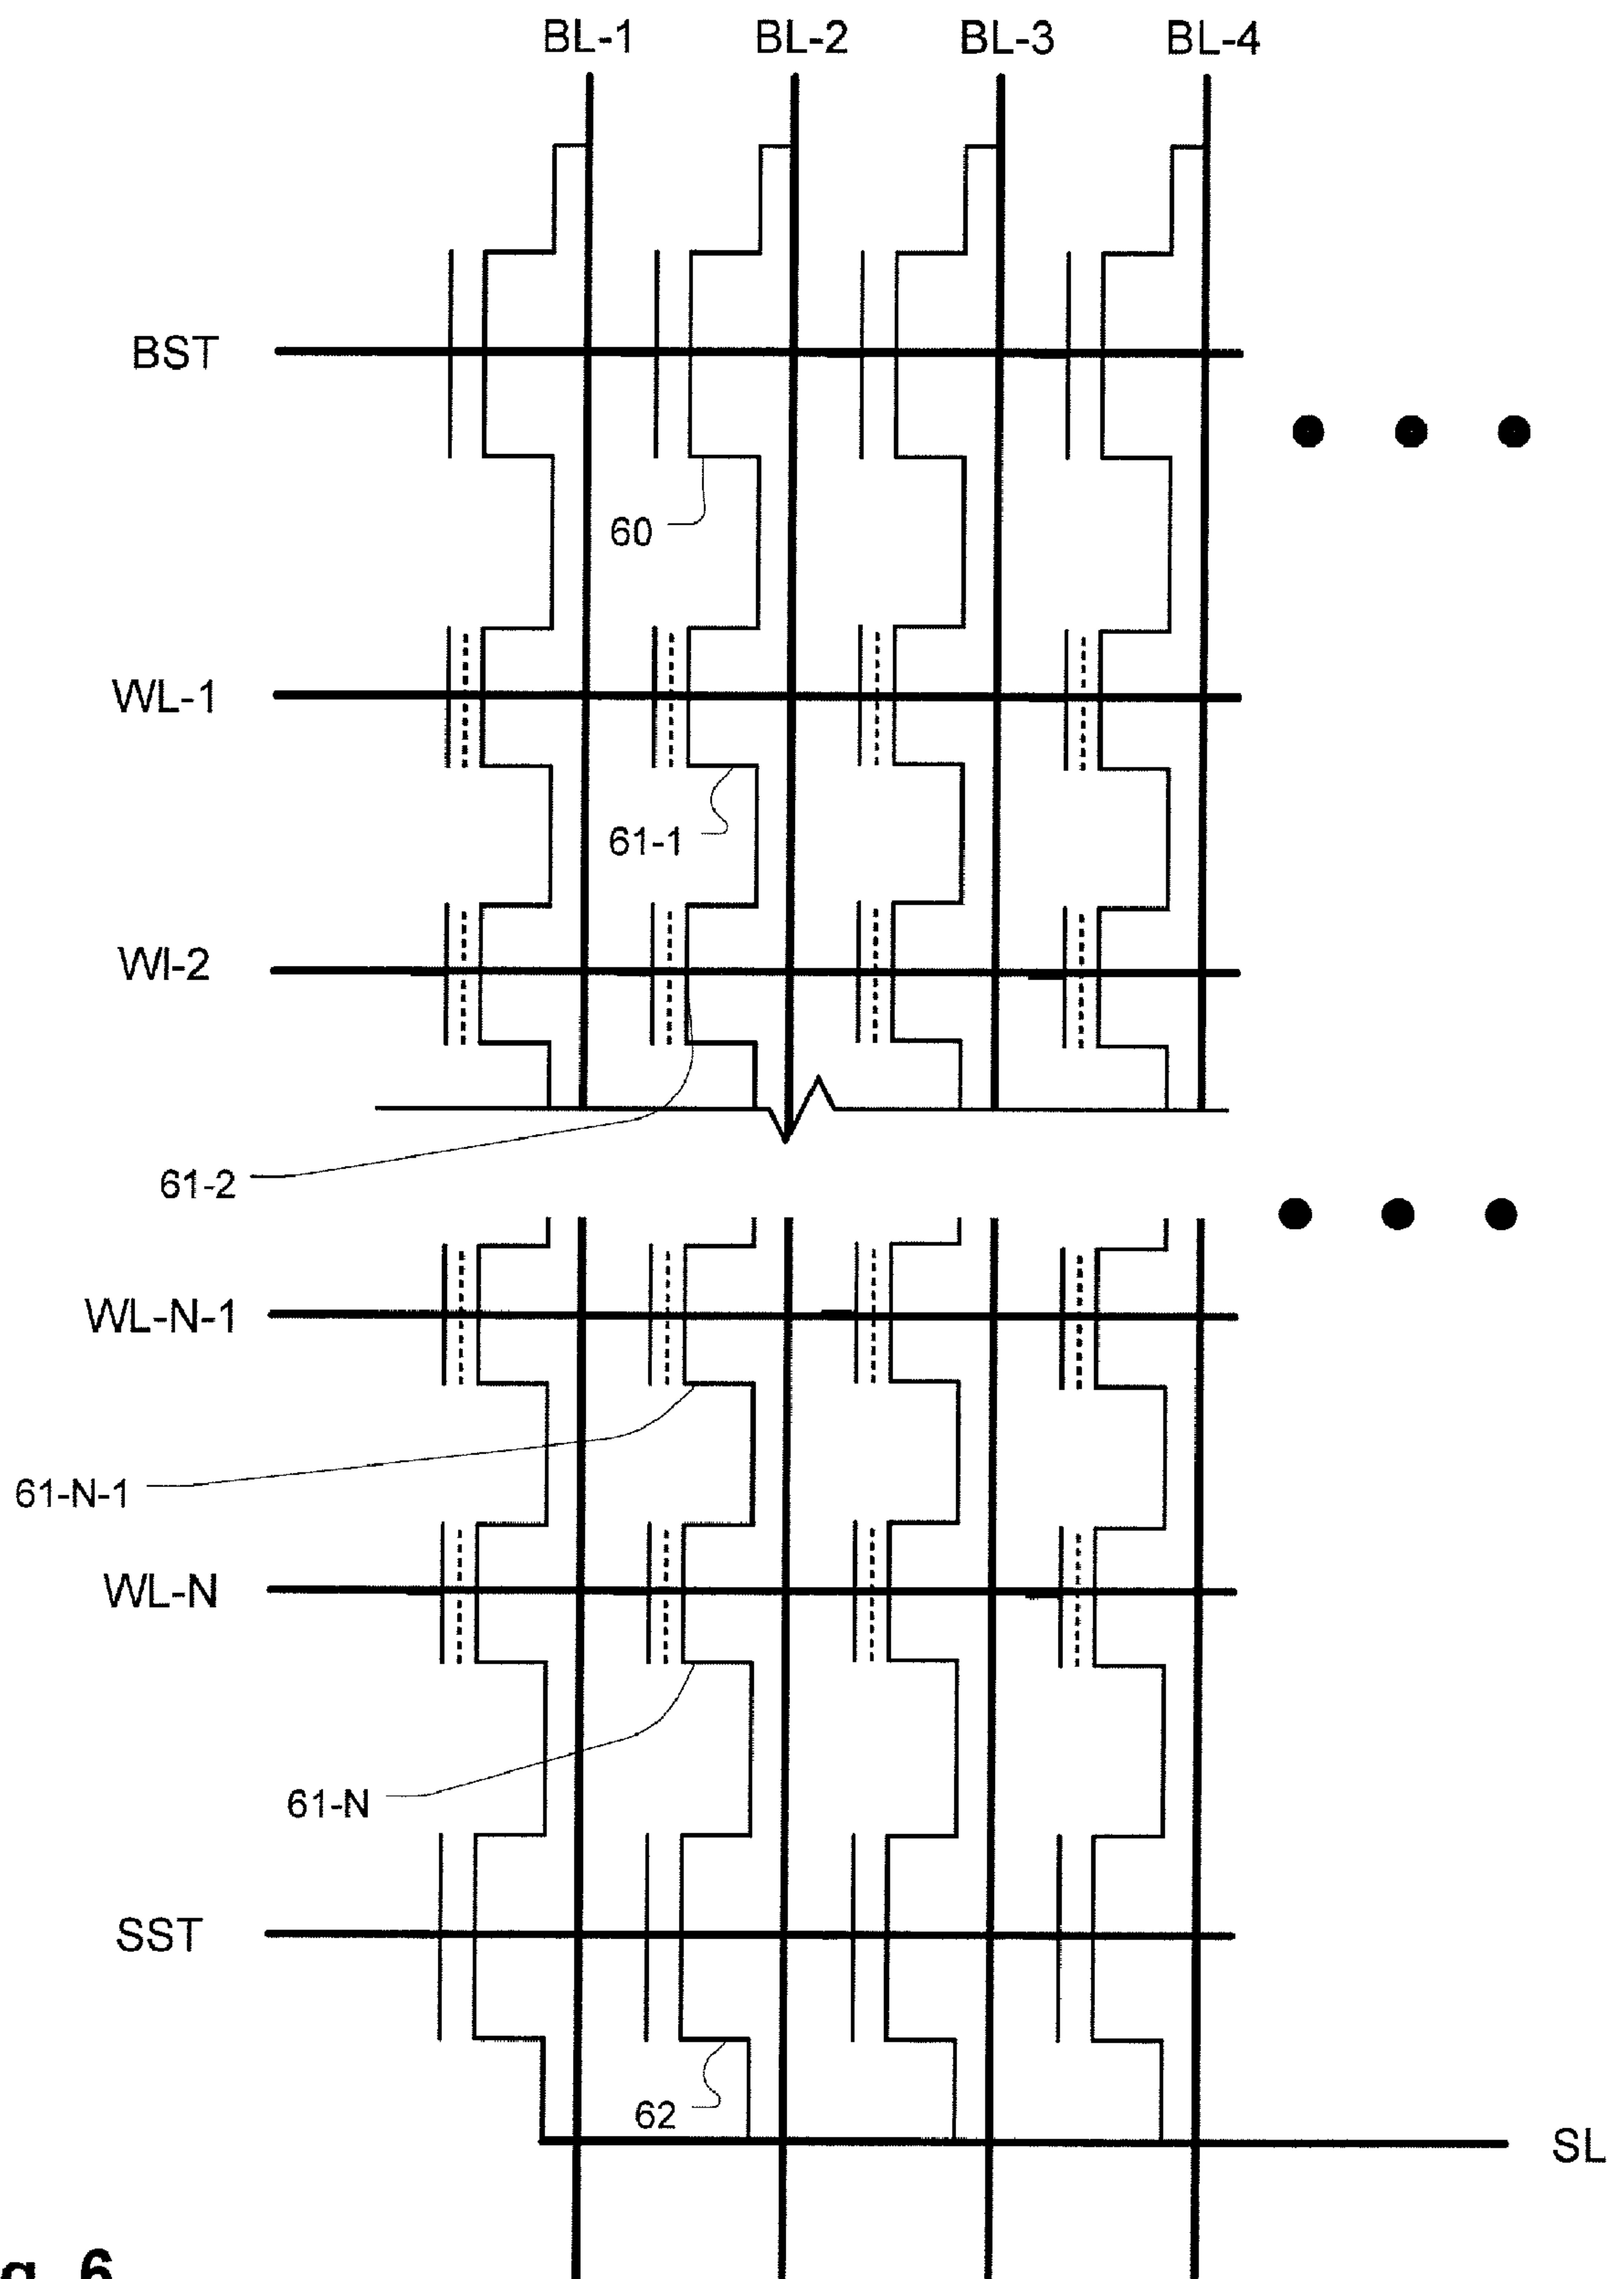 BL-1 BL-2 BL-3 BL-4
BST
60
WL-1
61-1
Wl-2
61-2
WL-N-1
61-N-1
WL-N
61-N
SST
62
SL
g. 6